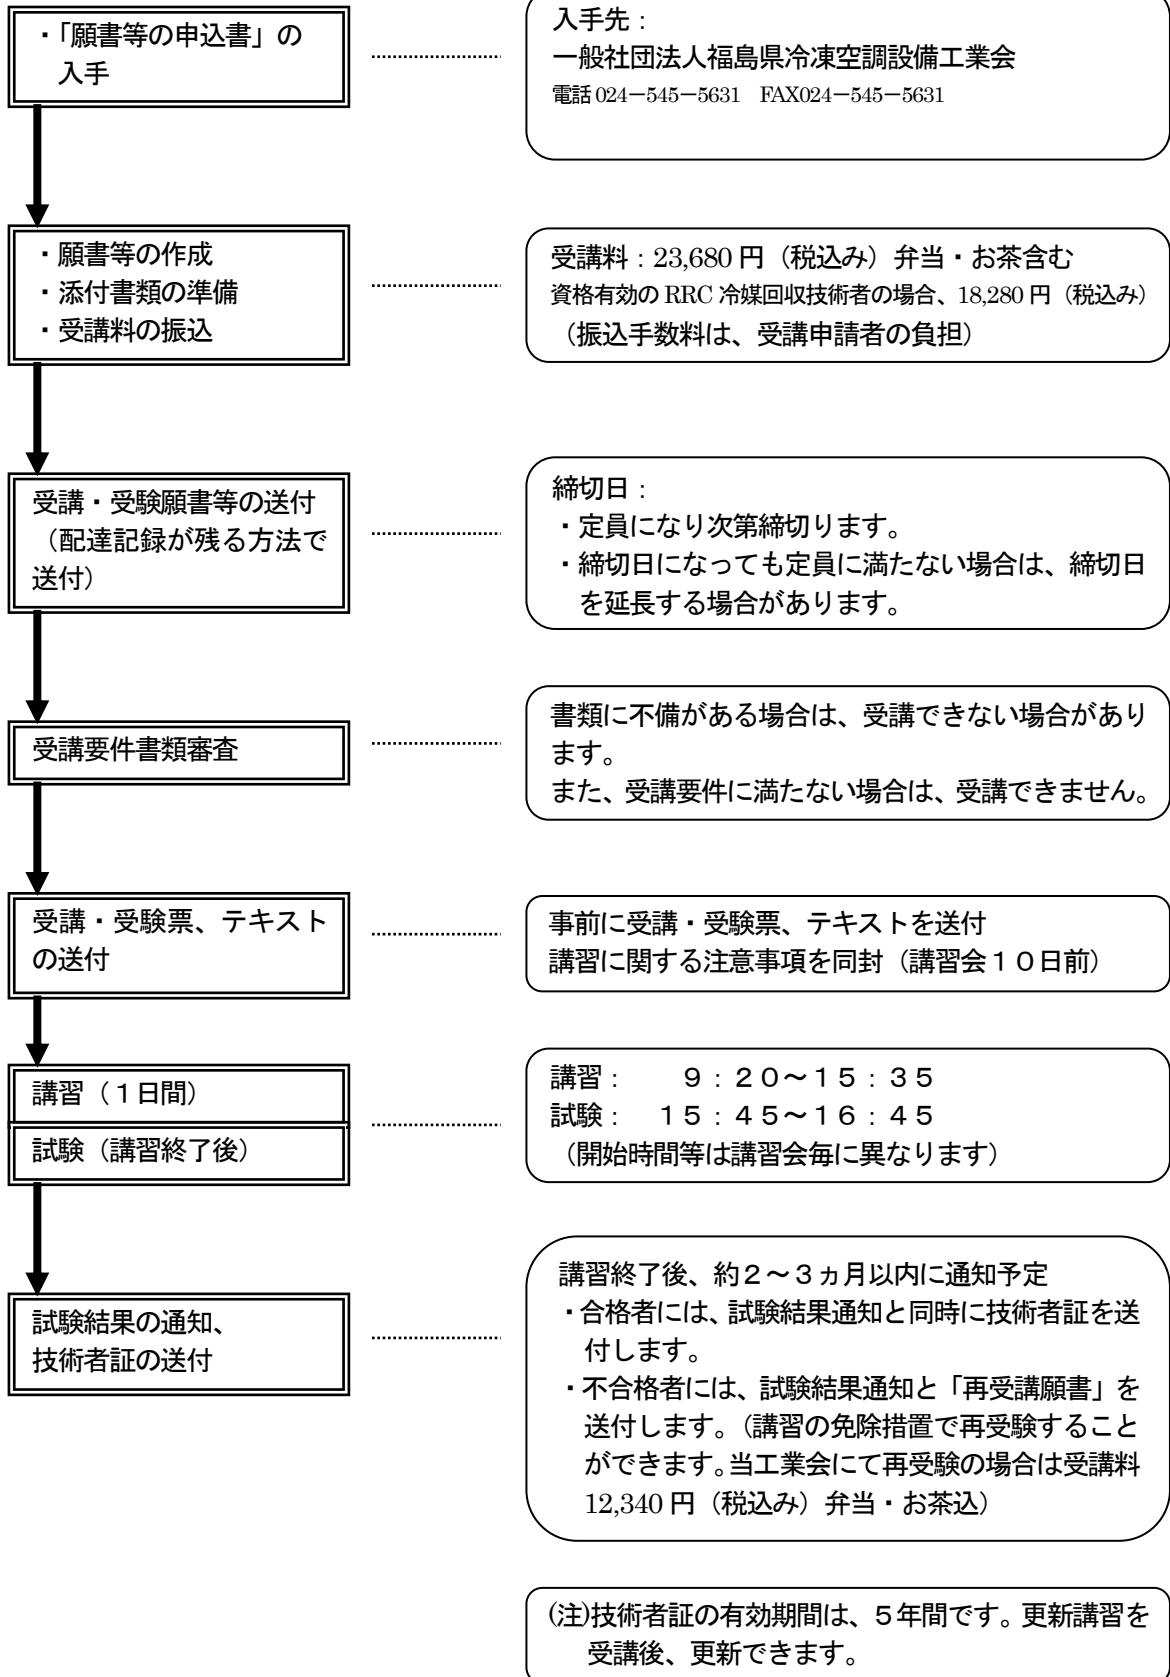 ・「願書等の申込書」の
入手
入手先：
一般社団法人福島県冷凍空調設備工業会
電話 024－545－5631　FAX024－545－5631
・願書等の作成
・添付書類の準備
・受講料の振込
受講料：23,680 円（税込み）弁当・お茶含む
資格有効の RRC 冷媒回収技術者の場合、18,280 円（税込み）
（振込手数料は、受講申請者の負担）
受講・受験願書等の送付
（配達記録が残る方法で
送付）
締切日：
・定員になり次第締切ります。
・締切日になっても定員に満たない場合は、締切日
を延長する場合があります。
受講要件書類審査
書類に不備がある場合は、受講できない場合があり
ます。
また、受講要件に満たない場合は、受講できません。
受講・受験票、テキスト
の送付
事前に受講・受験票、テキストを送付
講習に関する注意事項を同封（講習会１０日前）
講習（１日間）
試験（講習終了後）
講習：　　９：２０～１５：３５
試験：　１５：４５～１６：４５
（開始時間等は講習会毎に異なります）
試験結果の通知、
技術者証の送付
講習終了後、約２～３ヵ月以内に通知予定
・合格者には、試験結果通知と同時に技術者証を送
付します。
・不合格者には、試験結果通知と「再受講願書」を
送付します。（講習の免除措置で再受験すること
ができます。当工業会にて再受験の場合は受講料
12,340 円（税込み）弁当・お茶込）
(注)技術者証の有効期間は、５年間です。更新講習を
受講後、更新できます。